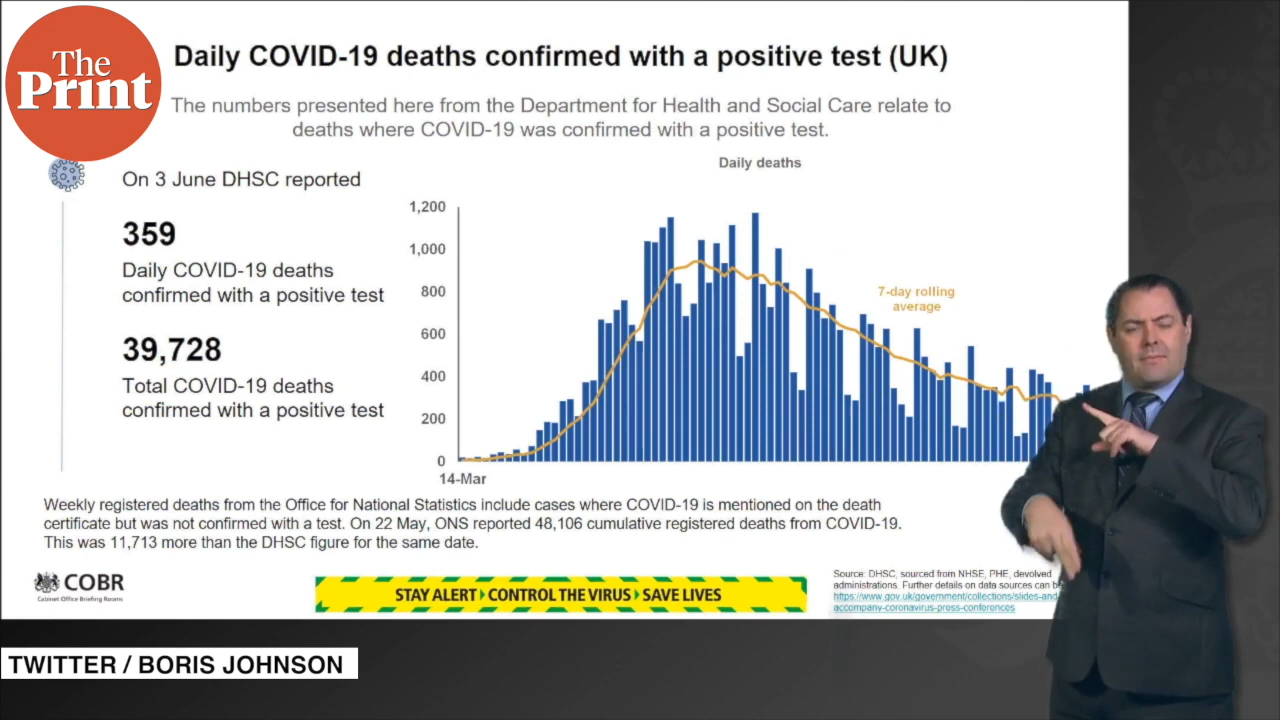 The
Print
Daily COVID-19 deaths confirmed with a positive test (UK)
The numbers presented here from the Department for Health and Social Care relate to
deaths where COVID-19 was confirmed with a positive test.
On 3 June DHSC reported
359
Daily COVID-19 deaths
confirmed with a positive test
39,728
Total COVID-19 deaths
confirmed with a positive test
Daily deaths
1,200
1,000
800
600
400
200
0
14-Mar
7-day rolling
average
Weekly registered deaths from the Office for National Statistics include cases where COVID-19 is mentioned on the death
certificate but was not confirmed with a test. On 22 May, ONS reported 48,106 cumulative registered deaths from COVID-19.
This was 11,713 more than the DHSC figure for the same date.
COBR
Cabinet Office Briefing Rooms
STAY ALERT CONTROL THE VIRUS SAVE LIVES
Source: DHSC, sourced from NHSE, PHE, devolved
administrations. Further details on data sources can be
https://www.gov.uk/government/collections/slides-and-
accompany-coronavirus-press-conferences
TWITTER / BORIS JOHNSON